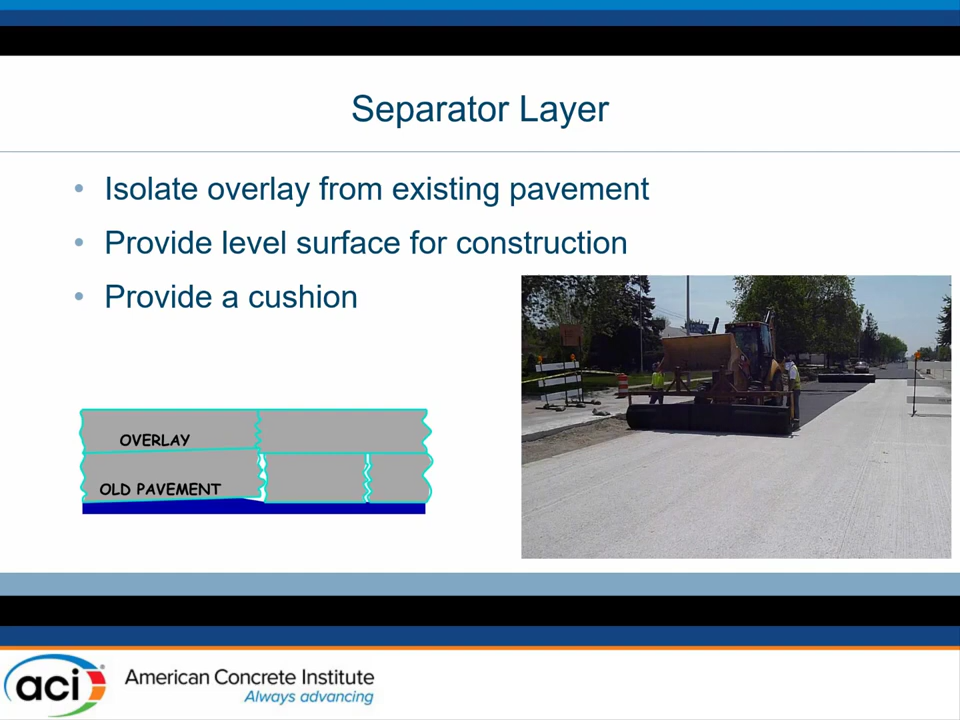 Separator Layer
• Isolate overlay from existing pavement
• Provide level surface for construction
• Provide a cushion
OVERLAY
OLD PAVEMENT
aci
American Concrete Institute
Always advancing